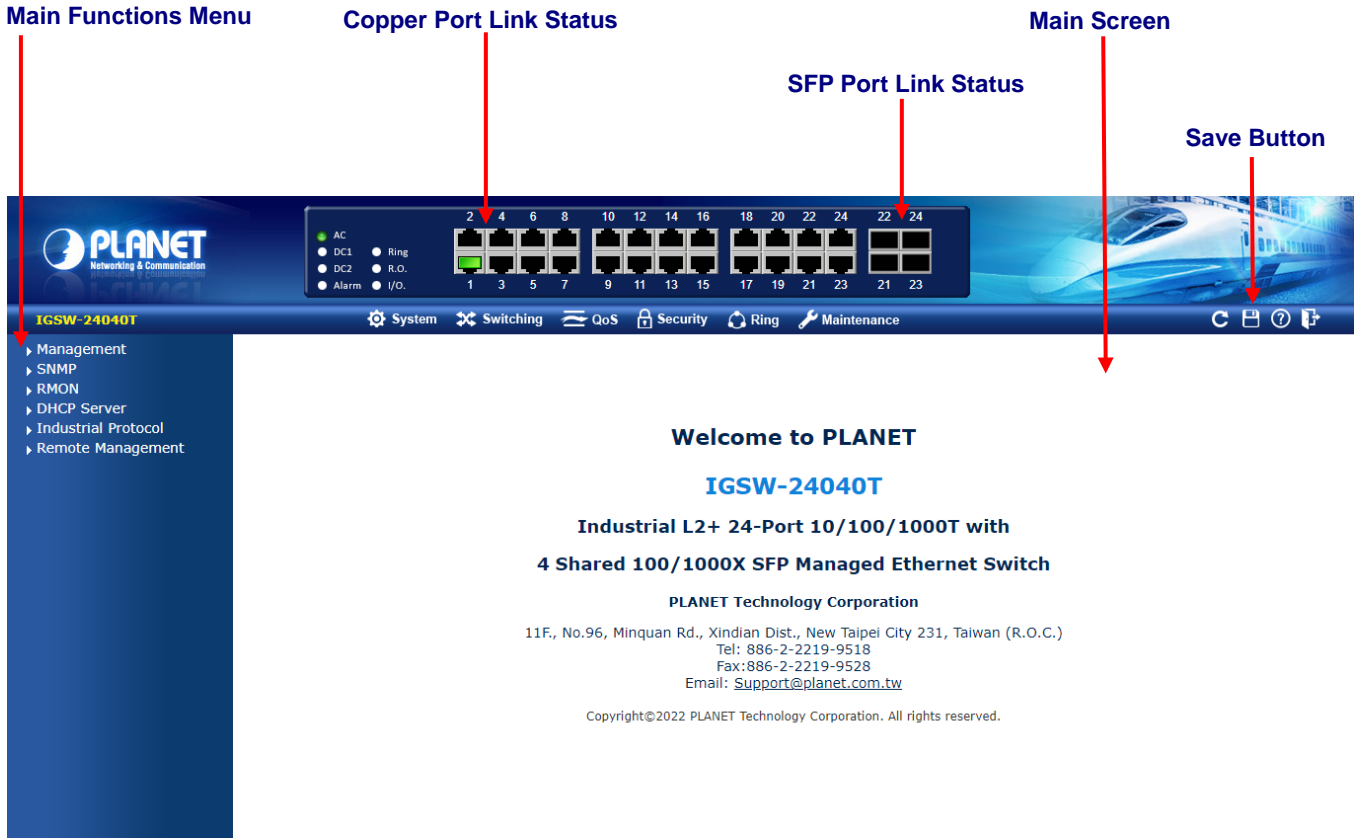 Main Functions Menu
Copper Port Link Status
Main Screen
SFP Port Link Status
Save Button
PLANET
Networking & Communication
AC
DC1
Ring
DC2
R.O.
Alarm
I/O.
2 4 6 8 10 12 14 16 18 20 22 24 22 24
1 3 5 7 9 11 13 15 17 19 21 23 21 23
IGSW-24040T
System
Switching
QoS
Security
Ring
Maintenance
Management
SNMP
RMON
DHCP Server
Industrial Protocol
Remote Management
Welcome to PLANET
IGSW-24040T
Industrial L2+ 24-Port 10/100/1000T with
4 Shared 100/1000X SFP Managed Ethernet Switch
PLANET Technology Corporation
11F., No.96, Minquan Rd., Xindian Dist., New Taipei City 231, Taiwan (R.O.C.)
Tel: 886-2-2219-9518
Fax:886-2-2219-9528
Email: Support@planet.com.tw
Copyright©2022 PLANET Technology Corporation. All rights reserved.